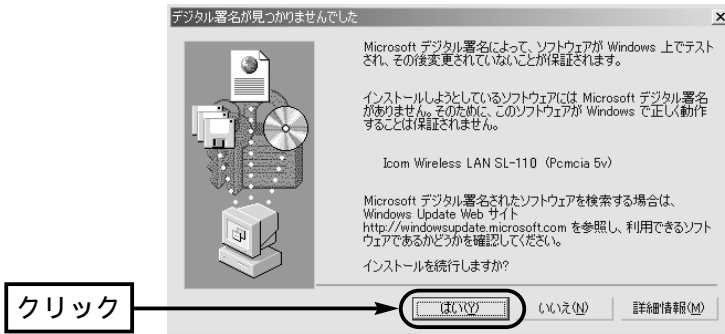 デジタル署名が見つかりませんでした
Microsoft デジタル署名によって、ソフトウェアが Windows 上でテスト
され、その後変更されていないことが保証されます。
インストールしようとしているソフトウェアには Microsoft デジタル署名
がありません。そのために、このソフトウェアが Windows で正しく動作
することは保証されません。
Icom Wireless LAN SL-110 (Pcmcia 5v)
Microsoft デジタル署名されたソフトウェアを検索する場合は、
Windows Update Web サイト
http://windowsupdate.microsoft.com を参照し、利用できるソフト
ウェアであるかどうかを確認してください。
インストールを続行しますか?
クリック
はい(Y)
いいえ(N)
詳細情報(M)